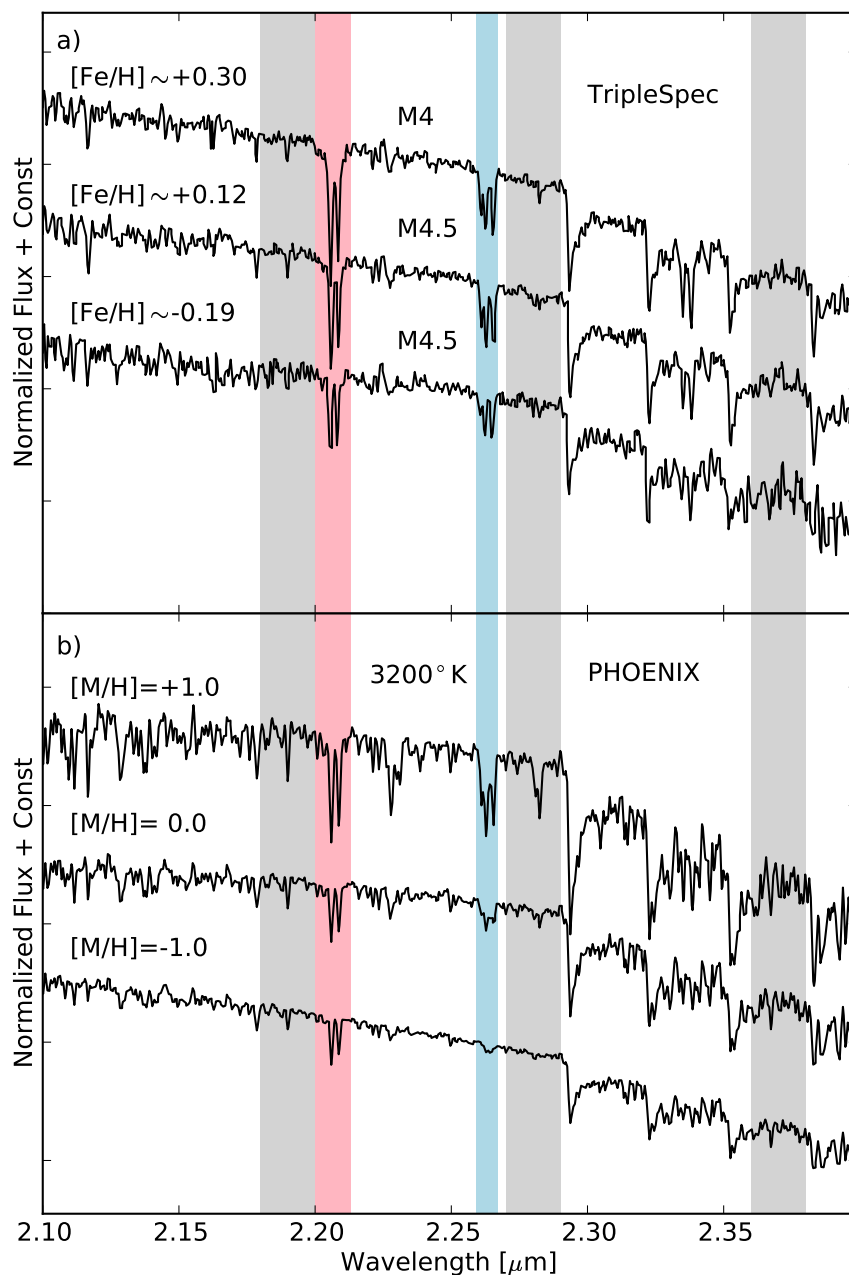 a)
[Fe/H] ~+0.30
TripleSpec
M4
[Fe/H] ~+0.12
M4.5
[Fe/H] ~-0.19
M4.5
Normalized Flux + Const
b)
3200°K
PHOENIX
[M/H]=+1.0
[M/H]= 0.0
[M/H]=-1.0
Normalized Flux + Const
2.10 2.15 2.20 2.25 2.30 2.35
Wavelength [μm]